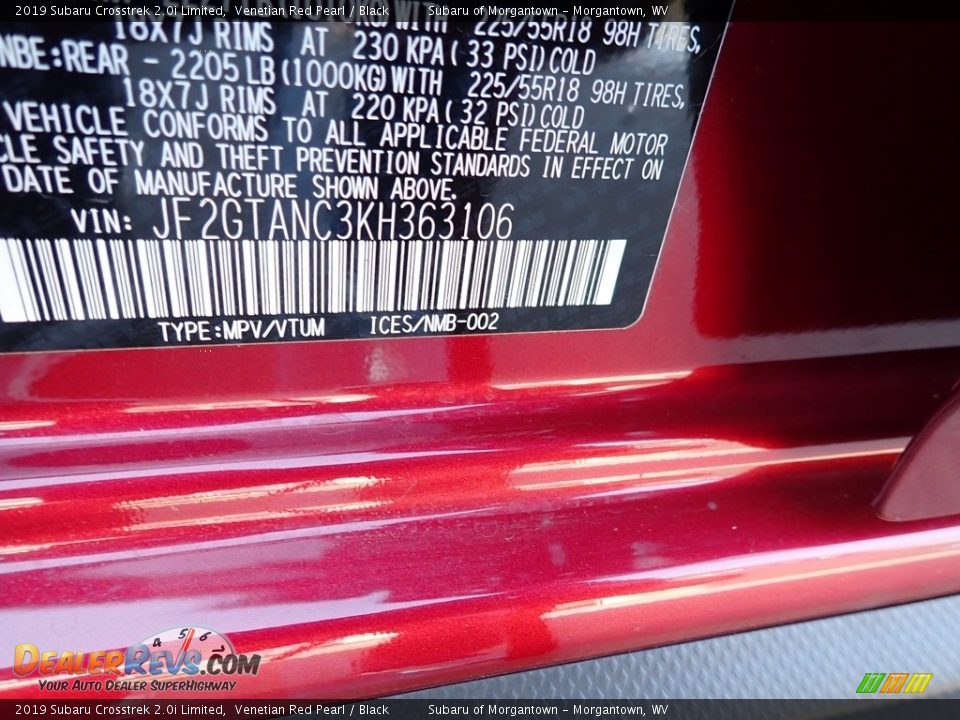 2019 Subaru Crosstrek 2.0i Limited, Venetian Red Pearl / Black Subaru of Morgantown - Morgantown, WV
KG) WITH 225/55R18 98H TIRES,
18X7J RIMS AT 230 KPA ( 33 PSI) COLD
NBE:REAR - 2205 LB (1000KG) WITH 225/55R18 98H TIRES,
18X7J RIMS AT 220 KPA ( 32 PSI) COLD
VEHICLE CONFORMS TO ALL APPLICABLE FEDERAL MOTOR
CLE SAFETY AND THEFT PREVENTION STANDARDS IN EFFECT ON
DATE OF MANUFACTURE SHOWN ABOVE.
VIN: JF2GTANC3KH363106
TYPE:MPV/VTUM ICES/NMB-002
4 5 6
DEALERREVS.COM
YOUR AUTO DEALER SUPERHIGHWAY
2019 Subaru Crosstrek 2.0i Limited, Venetian Red Pearl / Black Subaru of Morgantown - Morgantown, WV